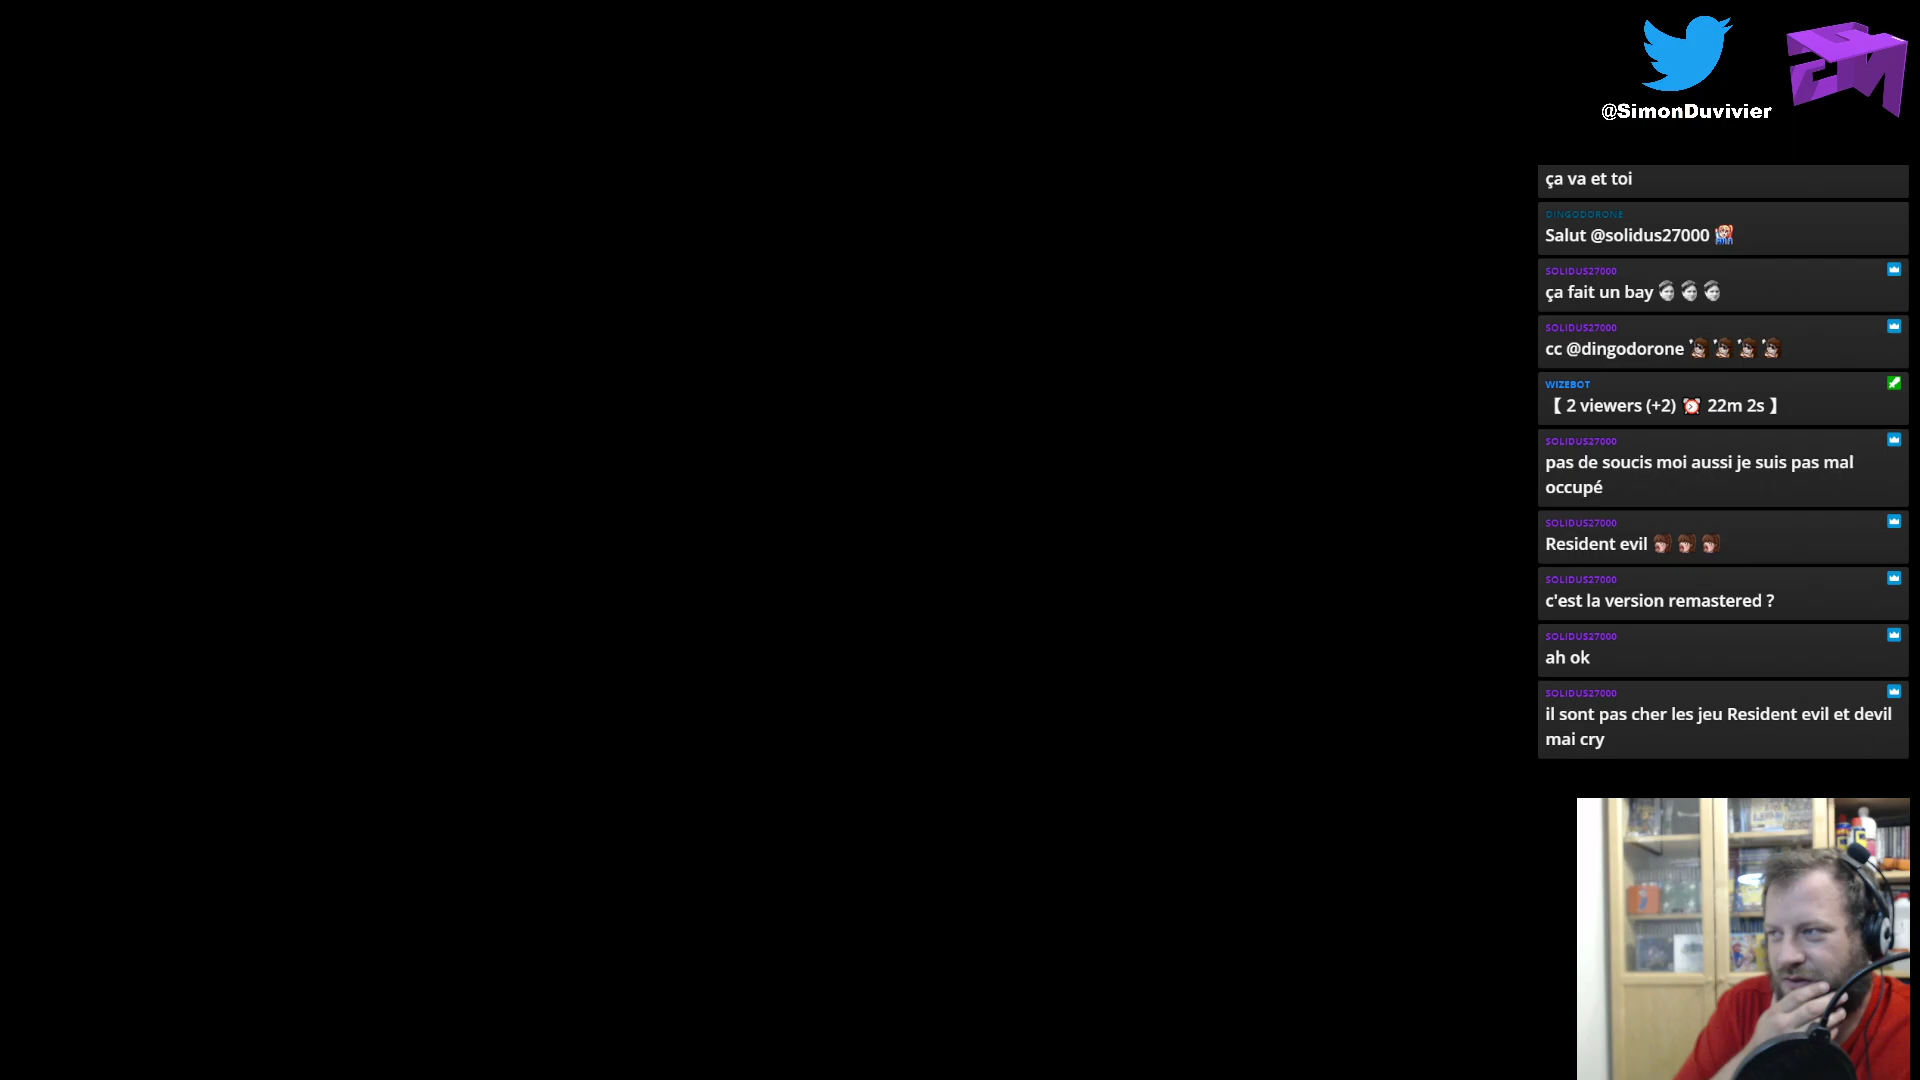 @SimonDuvivier
ça va et toi
DINGODORONE
Salut @solidus27000
SOLIDUS27000
ça fait un bay
SOLIDUS27000
cc @dingodorone
WIZEBOT
【 2 viewers (+2) ⏰ 22m 2s 】
SOLIDUS27000
pas de soucis moi aussi je suis pas mal
occupé
SOLIDUS27000
Resident evil
SOLIDUS27000
c'est la version remastered ?
SOLIDUS27000
ah ok
SOLIDUS27000
il sont pas cher les jeu Resident evil et devil
mai cry